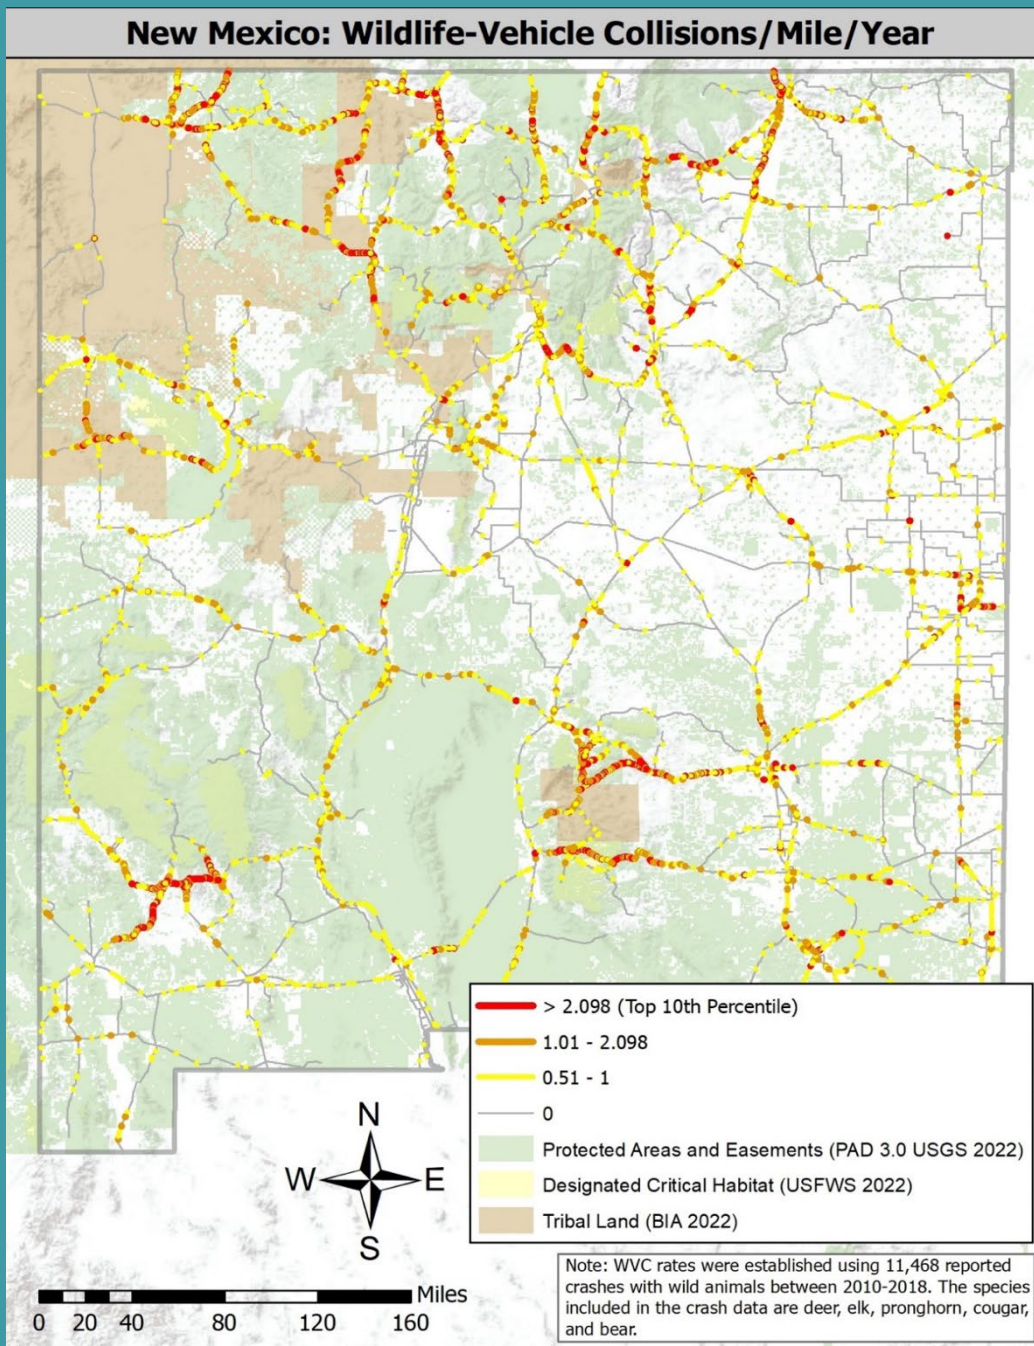 New Mexico: Wildlife-Vehicle Collisions/Mile/Year
> 2.098 (Top 10th Percentile)
1.01 - 2.098
0.51 - 1
0
Protected Areas and Easements (PAD 3.0 USGS 2022)
Designated Critical Habitat (USFWS 2022)
Tribal Land (BIA 2022)
N
W E
S
Miles
0 20 40 80 120 160
Note: WVC rates were established using 11,468 reported
crashes with wild animals between 2010-2018. The species
included in the crash data are deer, elk, pronghorn, cougar,
and bear.